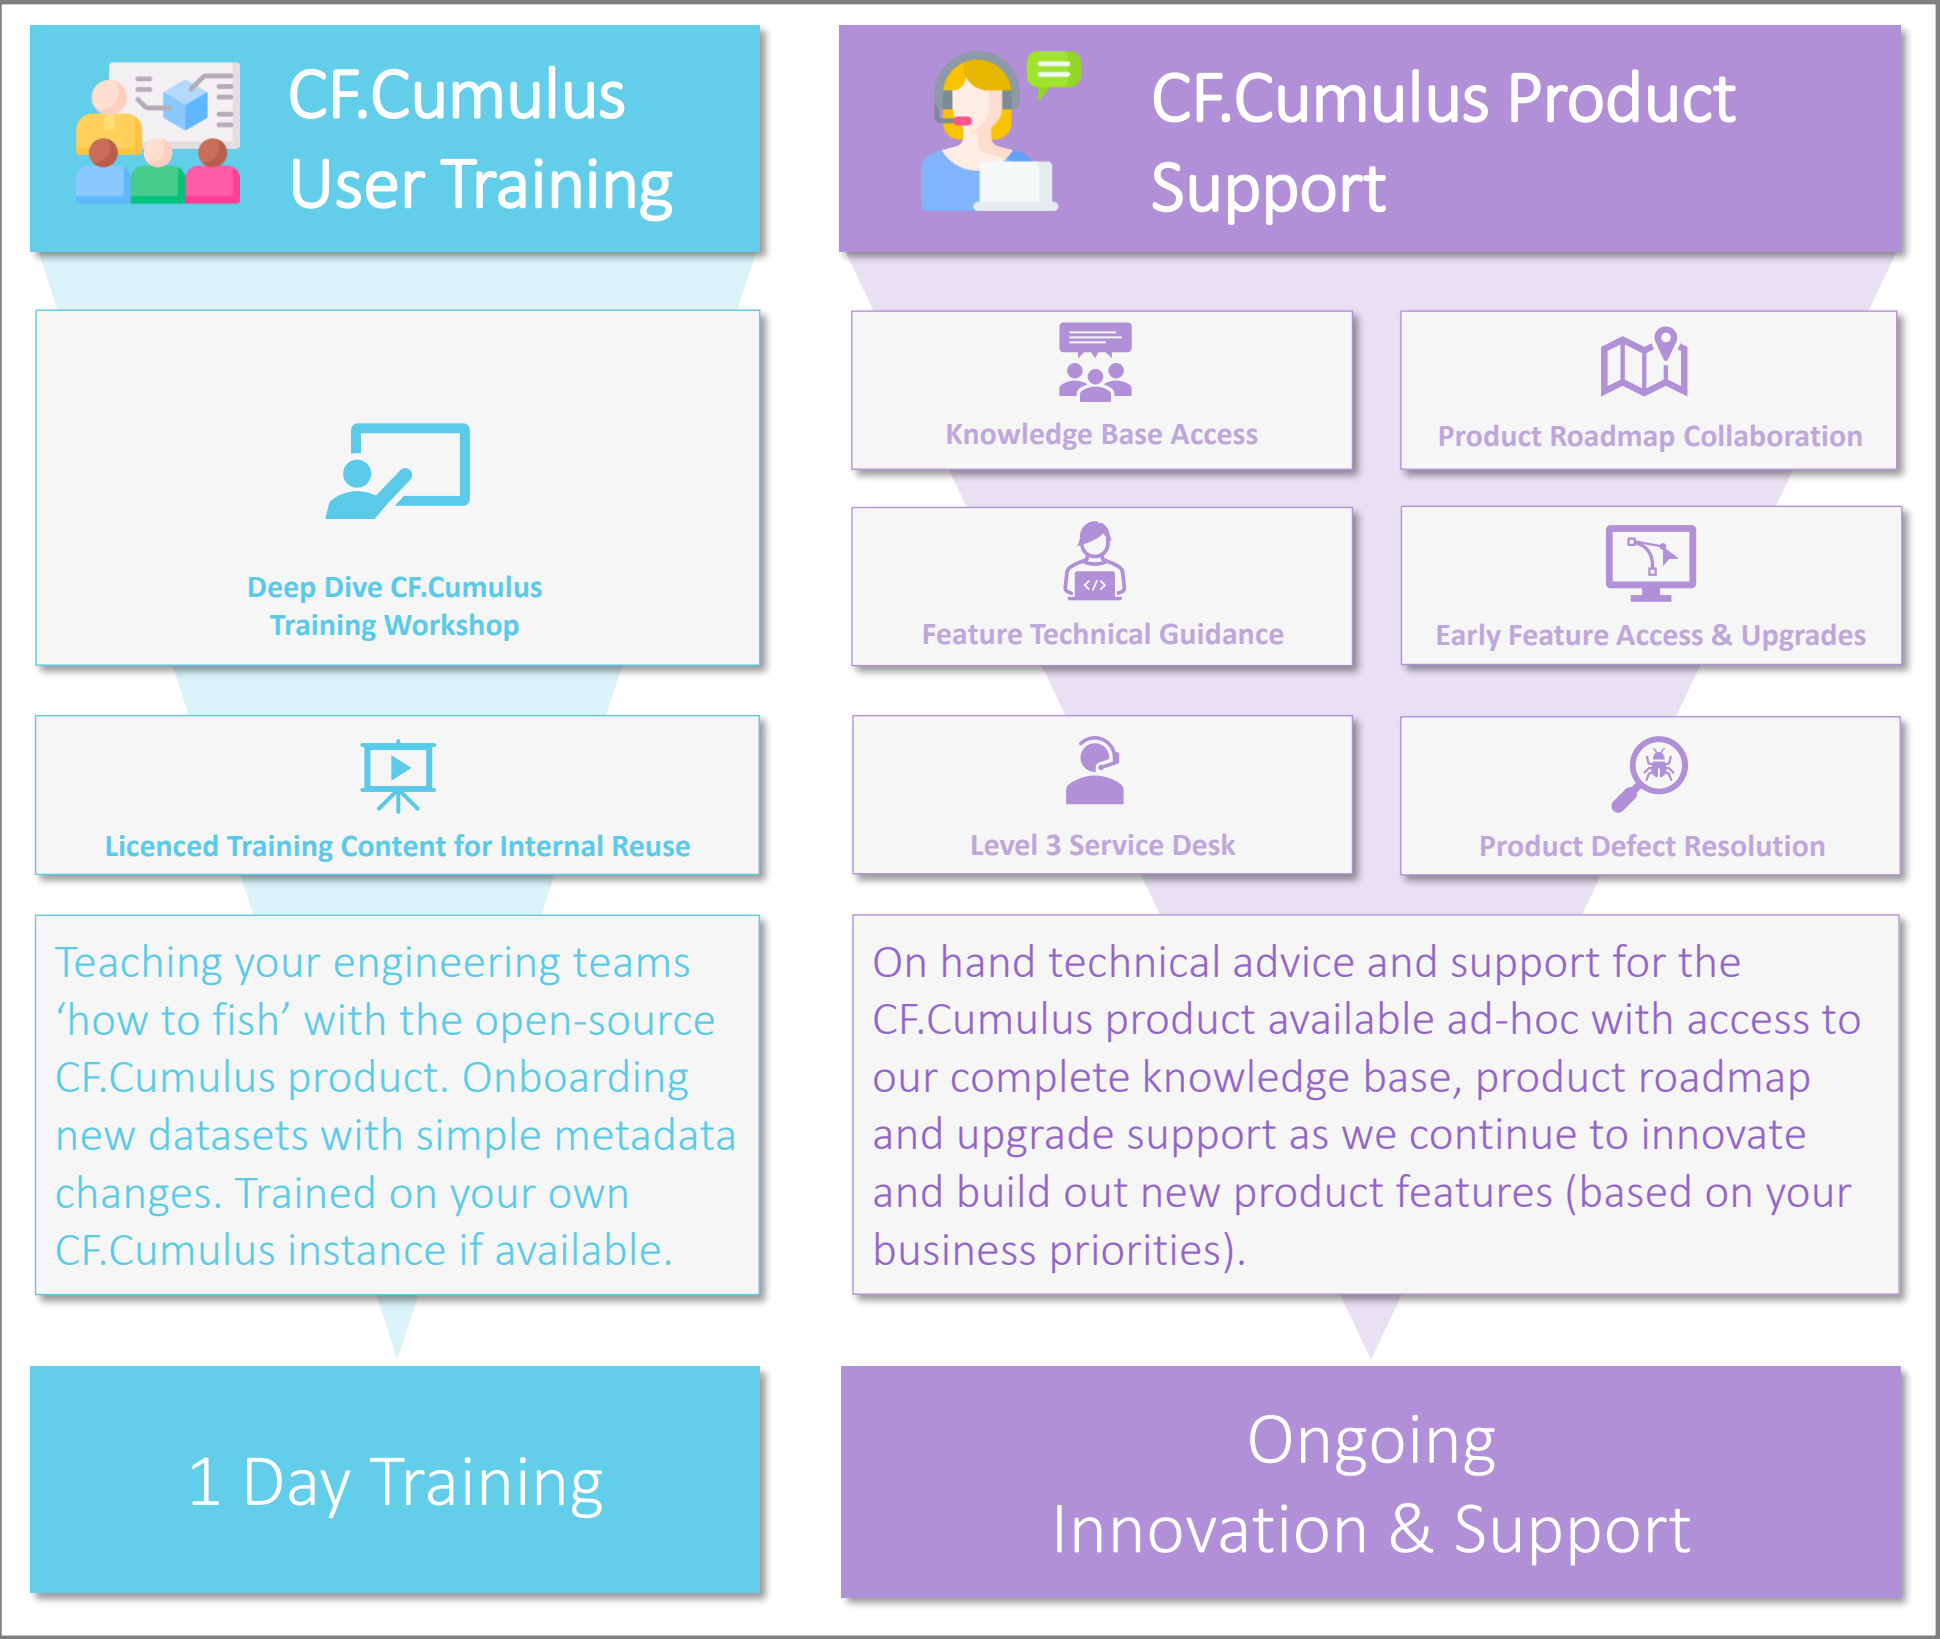 CF.Cumulus
User Training
Deep Dive CF.Cumulus
Training Workshop
Licenced Training Content for Internal Reuse
Teaching your engineering teams
‘how to fish’ with the open-source
CF.Cumulus product. Onboarding
new datasets with simple metadata
changes. Trained on your own
CF.Cumulus instance if available.
1 Day Training
CF.Cumulus Product
Support
Knowledge Base Access
Product Roadmap Collaboration
</>
Feature Technical Guidance
Early Feature Access & Upgrades
Level 3 Service Desk
Product Defect Resolution
On hand technical advice and support for the
CF.Cumulus product available ad-hoc with access to
our complete knowledge base, product roadmap
and upgrade support as we continue to innovate
and build out new product features (based on your
business priorities).
Ongoing
Innovation & Support